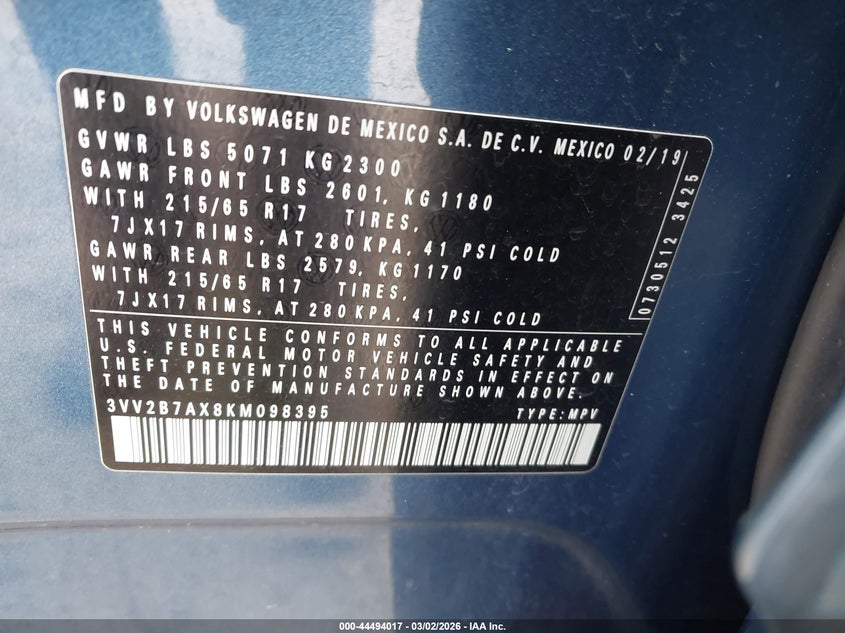 MFD BY VOLKSWAGEN DE MEXICO S.A. DE C.V. MEXICO 02/19
GVWR LBS 5071 KG 2300
GAWR FRONT LBS 2601, KG 1180
WITH 215/65 R17 TIRES,
7JX17 RIMS, AT 280 KPA, 41 PSI COLD
GAWR REAR LBS 2579, KG 1170
WITH 215/65 R17 TIRES,
7JX17 RIMS, AT 280 KPA, 41 PSI COLD
0730512 3425
THIS VEHICLE CONFORMS TO ALL APPLICABLE
U.S. FEDERAL MOTOR VEHICLE SAFETY AND
THEFT PREVENTION STANDARDS IN EFFECT ON
THE DATE OF MANUFACTURE SHOWN ABOVE.
3VV2B7AX8KM098395 TYPE: MPV
000-44494017 — 03/02/2026 — IAA Inc.